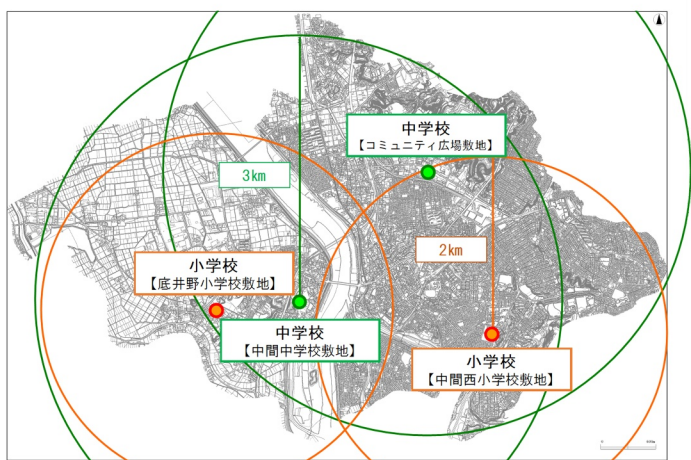 中学校
【コミュニティ広場敷地】
3km
2km
小学校
【底井野小学校敷地】
中学校
【中間中学校敷地】
小学校
【中間西小学校敷地】